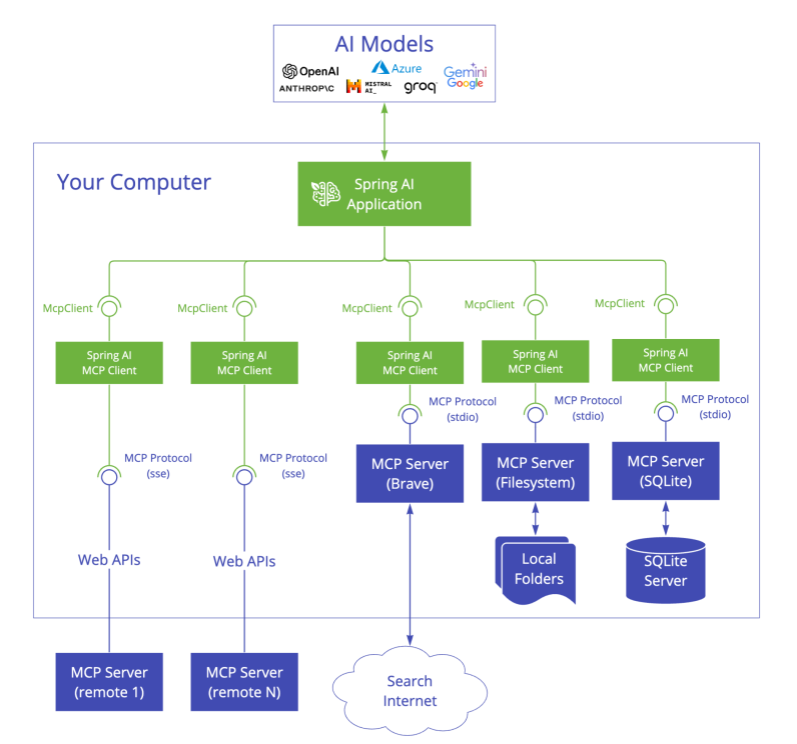 AI Models
OpenAI
Azure
Gemini
Google
ANTHROP\C
MISTRAL
AI_
groq
Your Computer
Spring AI
Application
McpClient
McpClient
McpClient
McpClient
McpClient
Spring AI
MCP Client
Spring AI
MCP Client
Spring AI
MCP Client
Spring AI
MCP Client
Spring AI
MCP Client
MCP Protocol
(stdio)
MCP Protocol
(stdio)
MCP Protocol
(stdio)
MCP Protocol
(sse)
MCP Protocol
(sse)
MCP Server
(Brave)
MCP Server
(Filesystem)
MCP Server
(SQLite)
Web APIs
Web APIs
Local
Folders
SQLite
Server
MCP Server
(remote 1)
MCP Server
(remote N)
Search
Internet